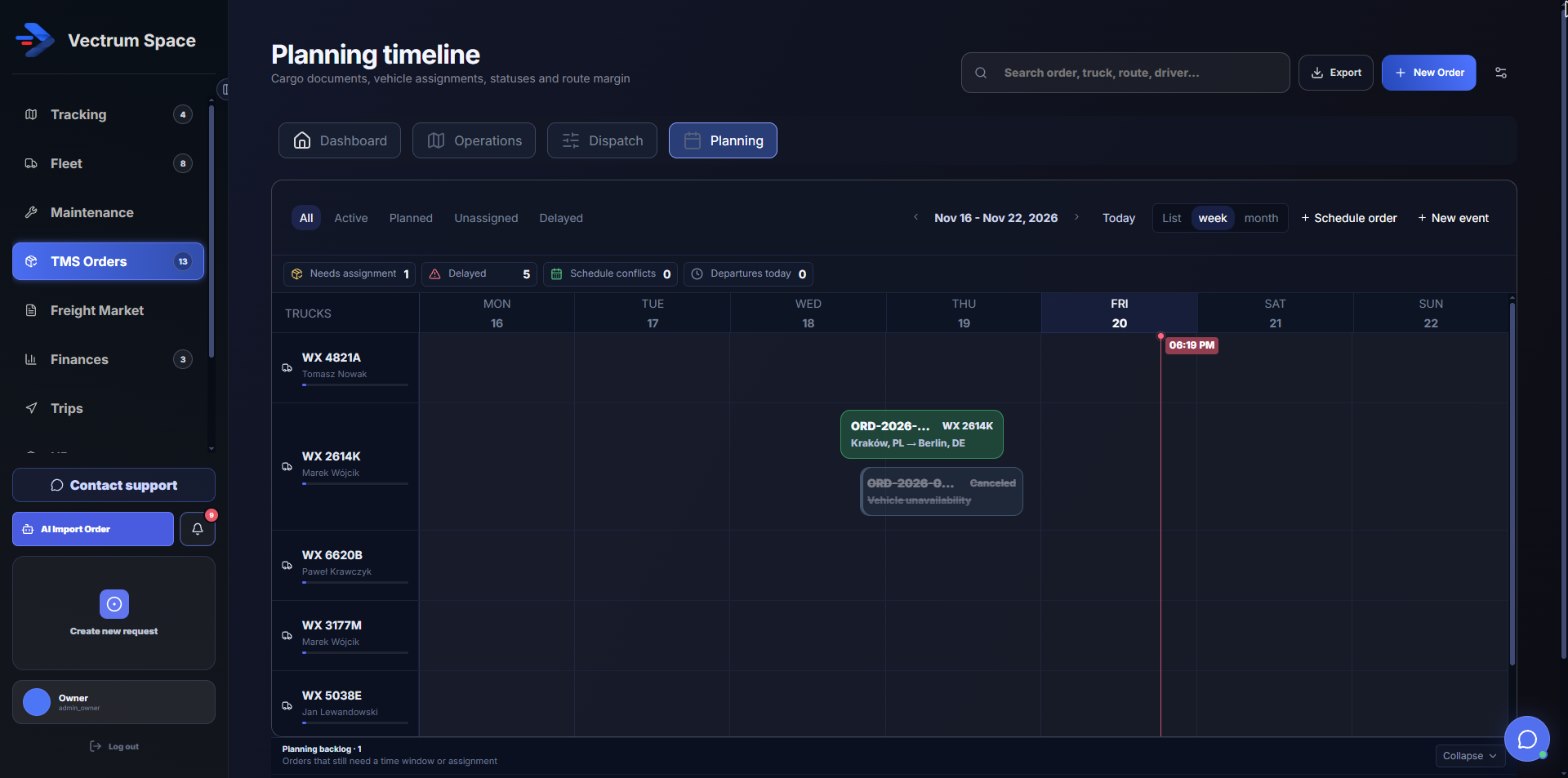 Vectrum Space
Tracking 4
Fleet 8
Maintenance
TMS Orders 13
Freight Market
Finances 3
Trips
Contact support
AI Import Order
9
Create new request
Owner
admin_owner
Log out
Planning timeline
Cargo documents, vehicle assignments, statuses and route margin
Search order, truck, route, driver...
Export
+ New Order
Dashboard
Operations
Dispatch
Planning
All Active Planned Unassigned Delayed
Nov 16 - Nov 22, 2026
Today
List week month
+ Schedule order
+ New event
Needs assignment 1
Delayed 5
Schedule conflicts 0
Departures today 0
TRUCKS
MON TUE WED THU FRI SAT SUN
16 17 18 19 20 21 22
06:19 PM
WX 4821A
Tomasz Nowak
WX 2614K
Marek Wójcik
ORD-2026-... WX 2614K
Kraków, PL → Berlin, DE
ORD-2026-0... Canceled
Vehicle unavailability
WX 6620B
Paweł Krawczyk
WX 3177M
Marek Wójcik
WX 5038E
Jan Lewandowski
Planning backlog · 1
Orders that still need a time window or assignment
Collapse